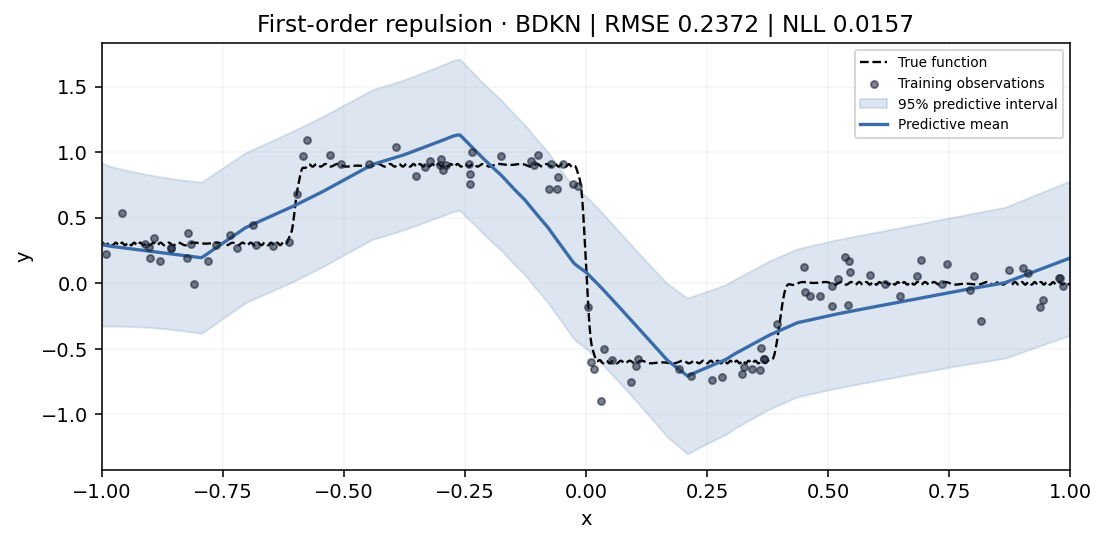 First-order repulsion · BDKN | RMSE 0.2372 | NLL 0.0157
True function
Training observations
95% predictive interval
Predictive mean
1.5
1.0
0.5
0.0
−0.5
−1.0
y
−1.00 −0.75 −0.50 −0.25 0.00 0.25 0.50 0.75 1.00
x